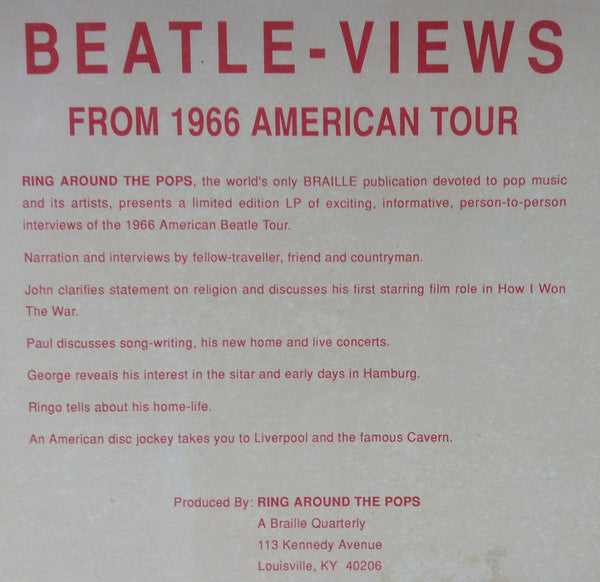 BEATLE-VIEWS
FROM 1966 AMERICAN TOUR
RING AROUND THE POPS, the world's only BRAILLE publication devoted to pop music
and its artists, presents a limited edition LP of exciting, informative, person-to-person
interviews of the 1966 American Beatle Tour.
Narration and interviews by fellow-traveller, friend and countryman.
John clarifies statement on religion and discusses his first starring film role in How I Won
The War.
Paul discusses song-writing, his new home and live concerts.
George reveals his interest in the sitar and early days in Hamburg.
Ringo tells about his home-life.
An American disc jockey takes you to Liverpool and the famous Cavern.
Produced By: RING AROUND THE POPS
A Braille Quarterly
113 Kennedy Avenue
Louisville, KY 40206